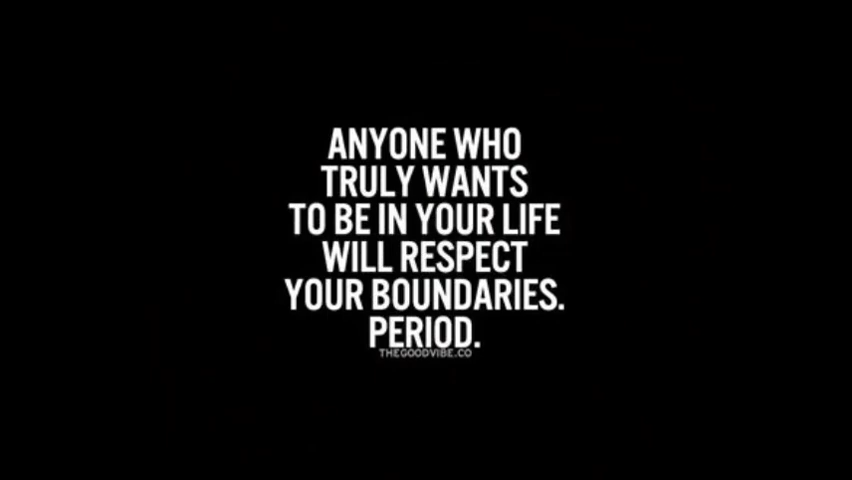 ANYONE WHO
TRULY WANTS
TO BE IN YOUR LIFE
WILL RESPECT
YOUR BOUNDARIES.
PERIOD.
THEGOODVIBE.CO